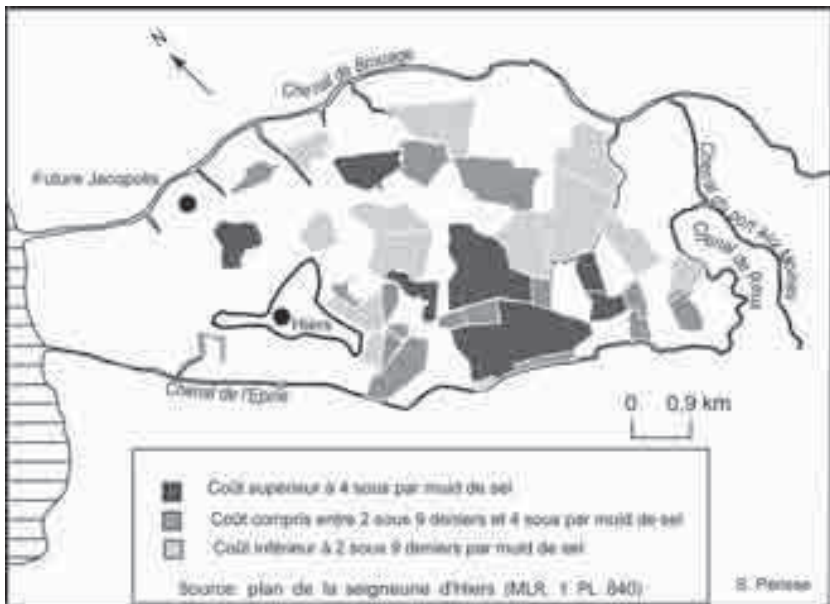 N
Chenal de Brouage
Future Jacopolis
Chenal du port Aux Moines
Chenal de
Hiers
Chenal de l'Epine
0 0,9 km
Coût supérieur à 4 sous par muid de sel
Coût compris entre 2 sous 9 deniers et 4 sous par muid de sel
Coût inférieur à 2 sous 9 deniers par muid de sel
Source: plan de la seigneurie d'Hiers (MLR. 1 PL 840)
S. Périsse